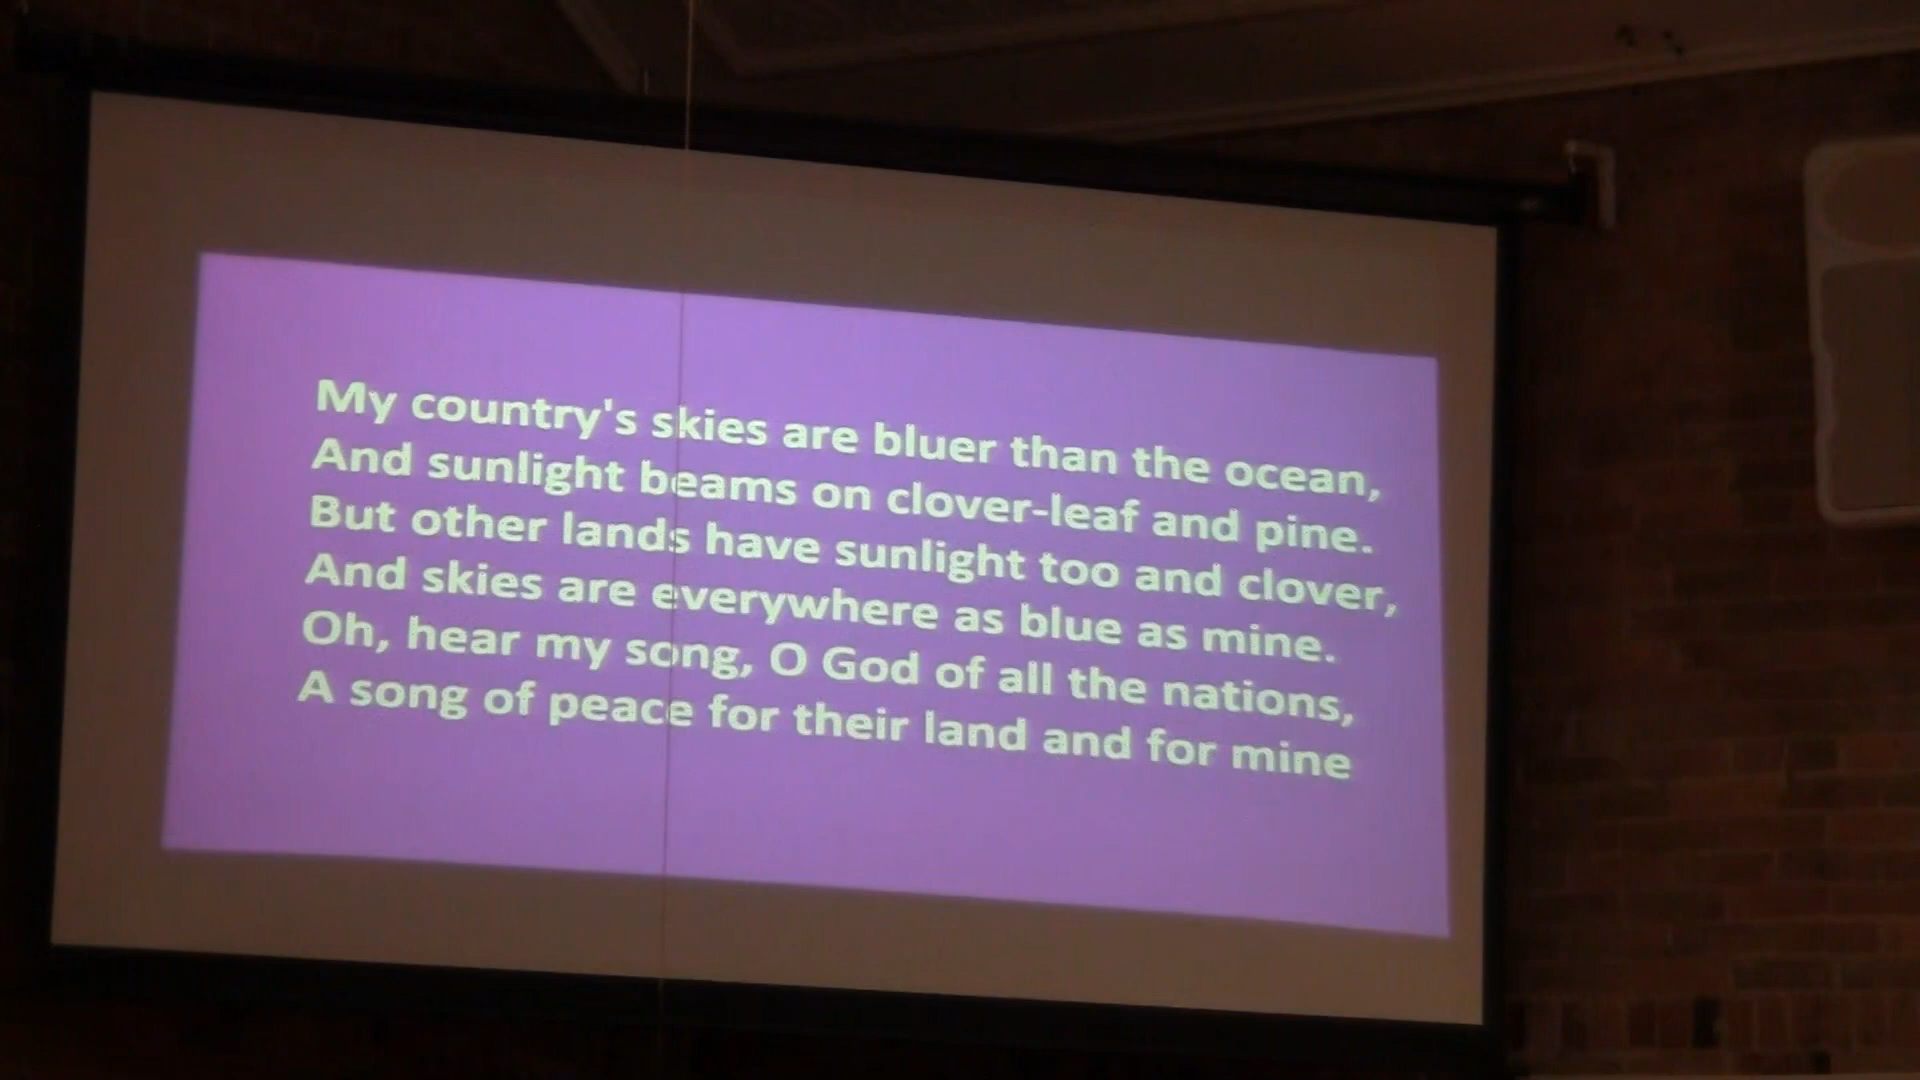 My country's skies are bluer than the ocean,
And sunlight beams on clover-leaf and pine.
But other lands have sunlight too and clover,
And skies are everywhere as blue as mine.
Oh, hear my song, O God of all the nations,
A song of peace for their land and for mine